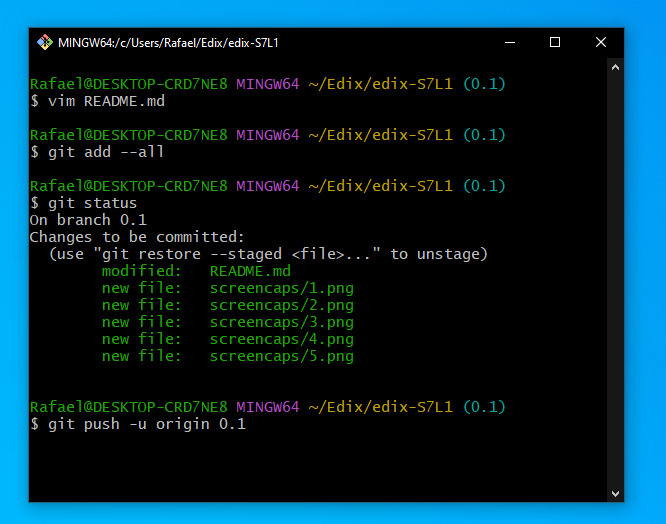 MINGW64:/c/Users/Rafael/Edix/edix-S7L1
Rafael@DESKTOP-CRD7NE8 MINGW64 ~/Edix/edix-S7L1 (0.1)
$ vim README.md
Rafael@DESKTOP-CRD7NE8 MINGW64 ~/Edix/edix-S7L1 (0.1)
$ git add --all
Rafael@DESKTOP-CRD7NE8 MINGW64 ~/Edix/edix-S7L1 (0.1)
$ git status
On branch 0.1
Changes to be committed:
  (use "git restore --staged <file>..." to unstage)
        modified:   README.md
        new file:   screencaps/1.png
        new file:   screencaps/2.png
        new file:   screencaps/3.png
        new file:   screencaps/4.png
        new file:   screencaps/5.png
Rafael@DESKTOP-CRD7NE8 MINGW64 ~/Edix/edix-S7L1 (0.1)
$ git push -u origin 0.1